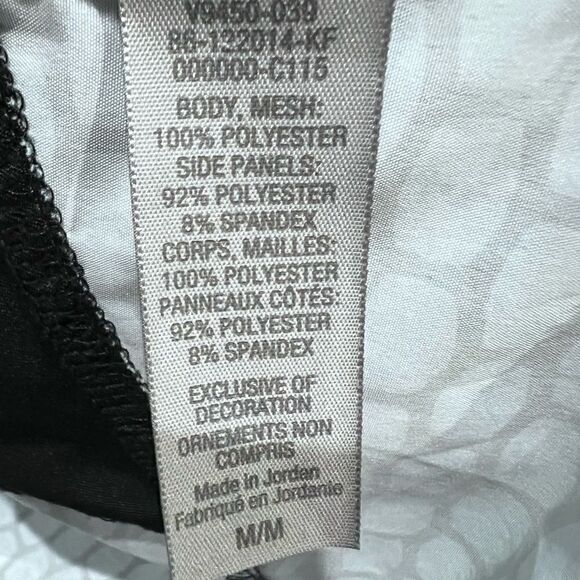 V9450-039
86-122014-KF
000000-C115
BODY, MESH:
100% POLYESTER
SIDE PANELS:
92% POLYESTER
8% SPANDEX
CORPS, MAILLES:
100% POLYESTER
PANNEAUX CÔTES:
92% POLYESTER
8% SPANDEX
EXCLUSIVE OF
DECORATION
ORNEMENTS NON
COMPRIS
Made in Jordan
Fabriqué en Jordanie
M/M